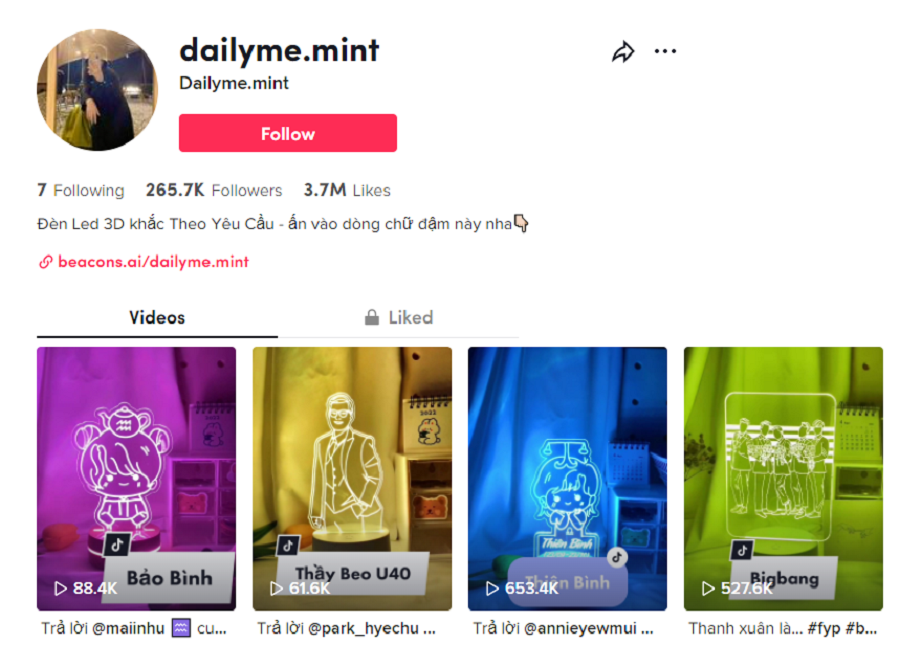 dailyme.mint
Dailyme.mint
Follow
7 Following 265.7K Followers 3.7M Likes
Đèn Led 3D khắc Theo Yêu Cầu - ấn vào dòng chữ đậm này nha👇🏻
beacons.ai/dailyme.mint
Videos
Liked
Bảo Bình
88.4K
Trả lời @maiinhu ♒ cu...
2023
Thầy Beo U40
61.6K
Trả lời @park_hyechu ...
Thiên Bình
Thiên Bình
653.4K
Trả lời @annieyewmui ...
Bigbang
527.6K
Thanh xuân là... #fyp #b...